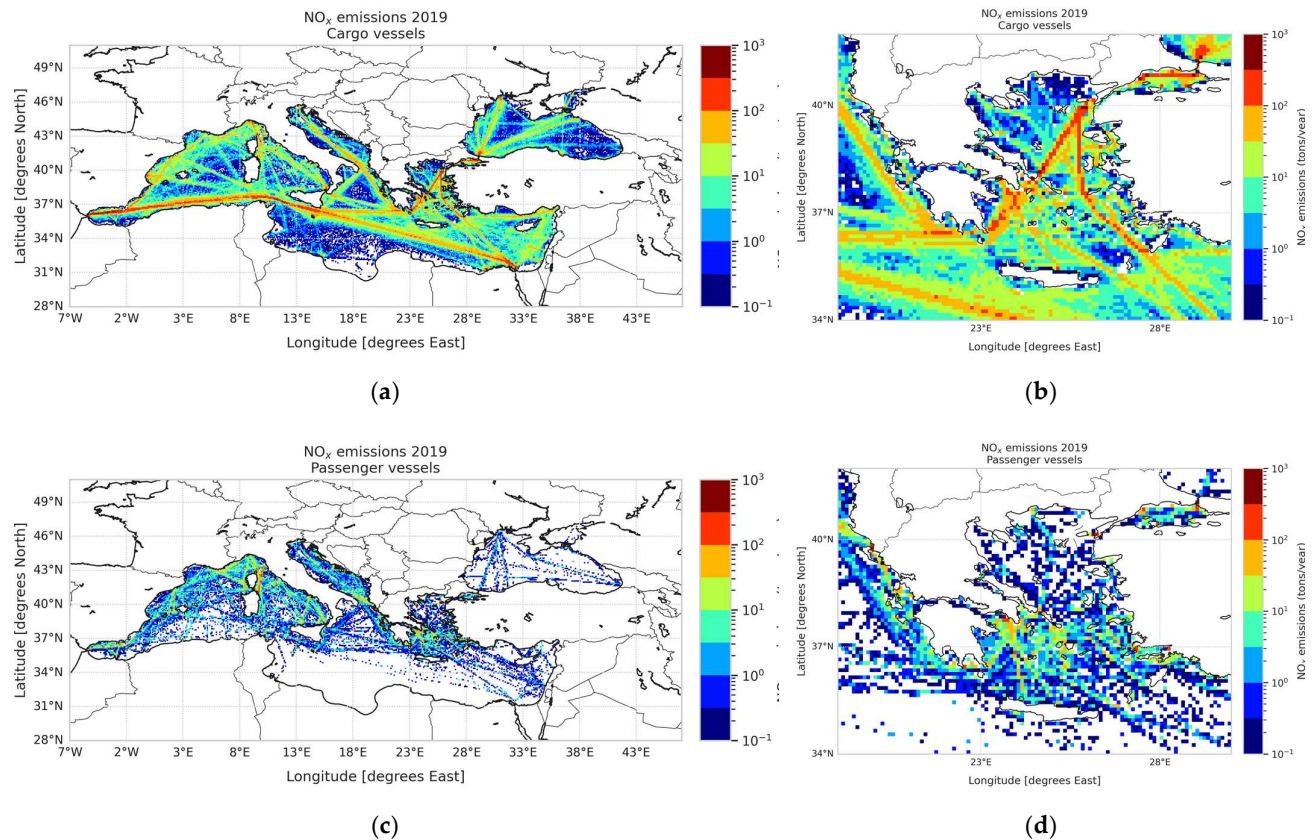 NOₓ emissions 2019
Cargo vessels
49°N
46°N
43°N
40°N
37°N
34°N
31°N
28°N
7°W 2°W 3°E 8°E 13°E 18°E 23°E 28°E 33°E 38°E 43°E
Latitude [degrees North]
Longitude [degrees East]
10³
10²
10¹
10⁰
10⁻¹
(a)
NOₓ emissions 2019
Cargo vessels
40°N
37°N
34°N
23°E 28°E
Latitude [degrees North]
Longitude [degrees East]
10³
10²
10¹
10⁰
10⁻¹
NOₓ emissions (tons/year)
(b)
NOₓ emissions 2019
Passenger vessels
49°N
46°N
43°N
40°N
37°N
34°N
31°N
28°N
7°W 2°W 3°E 8°E 13°E 18°E 23°E 28°E 33°E 38°E 43°E
Latitude [degrees North]
Longitude [degrees East]
10³
10²
10¹
10⁰
10⁻¹
(c)
NOₓ emissions 2019
Passenger vessels
40°N
37°N
34°N
23°E 28°E
Latitude [degrees North]
Longitude [degrees East]
10³
10²
10¹
10⁰
10⁻¹
NOₓ emissions (tons/year)
(d)